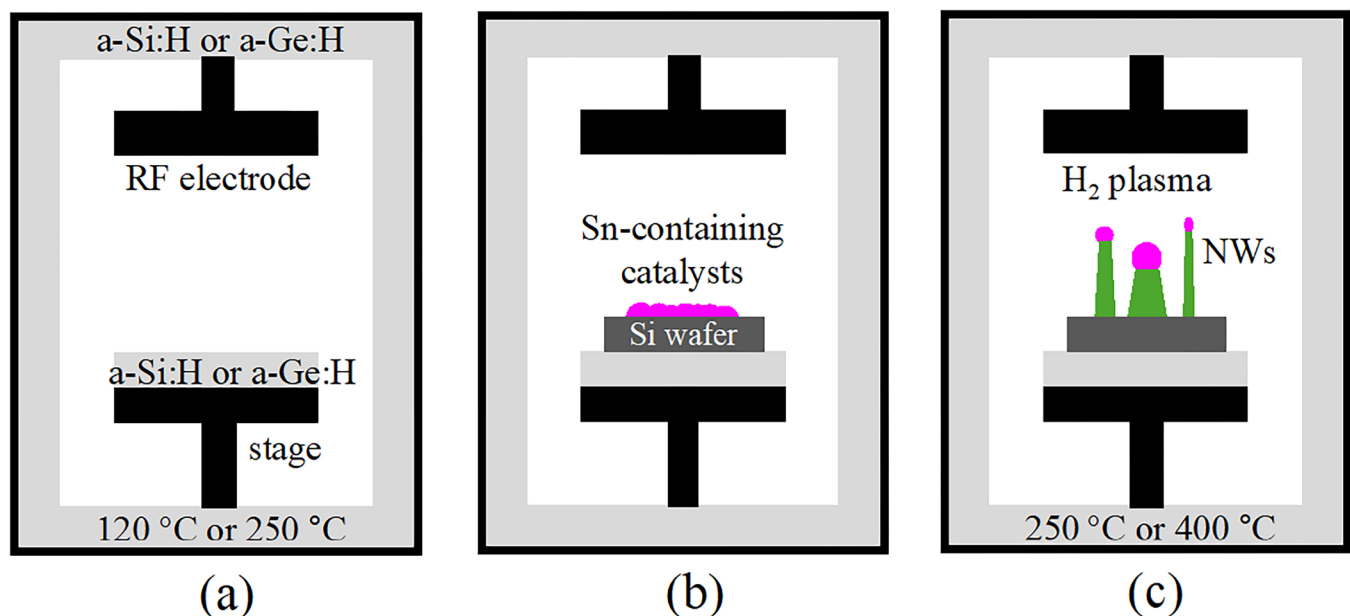 a-Si:H or a-Ge:H
RF electrode
a-Si:H or a-Ge:H
stage
120 °C or 250 °C
(a)
Sn-containing
catalysts
Si wafer
(b)
H₂ plasma
NWs
250 °C or 400 °C
(c)